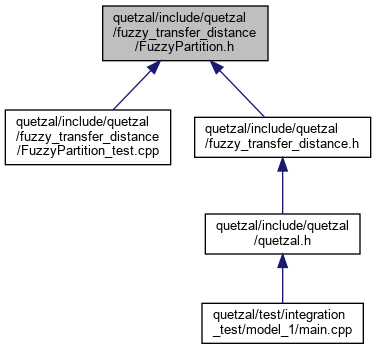 quetzal/include/quetzal
/fuzzy_transfer_distance
/FuzzyPartition.h
quetzal/include/quetzal
/fuzzy_transfer_distance
/FuzzyPartition_test.cpp
quetzal/include/quetzal
/fuzzy_transfer_distance.h
quetzal/include/quetzal
/quetzal.h
quetzal/test/integration
_test/model_1/main.cpp